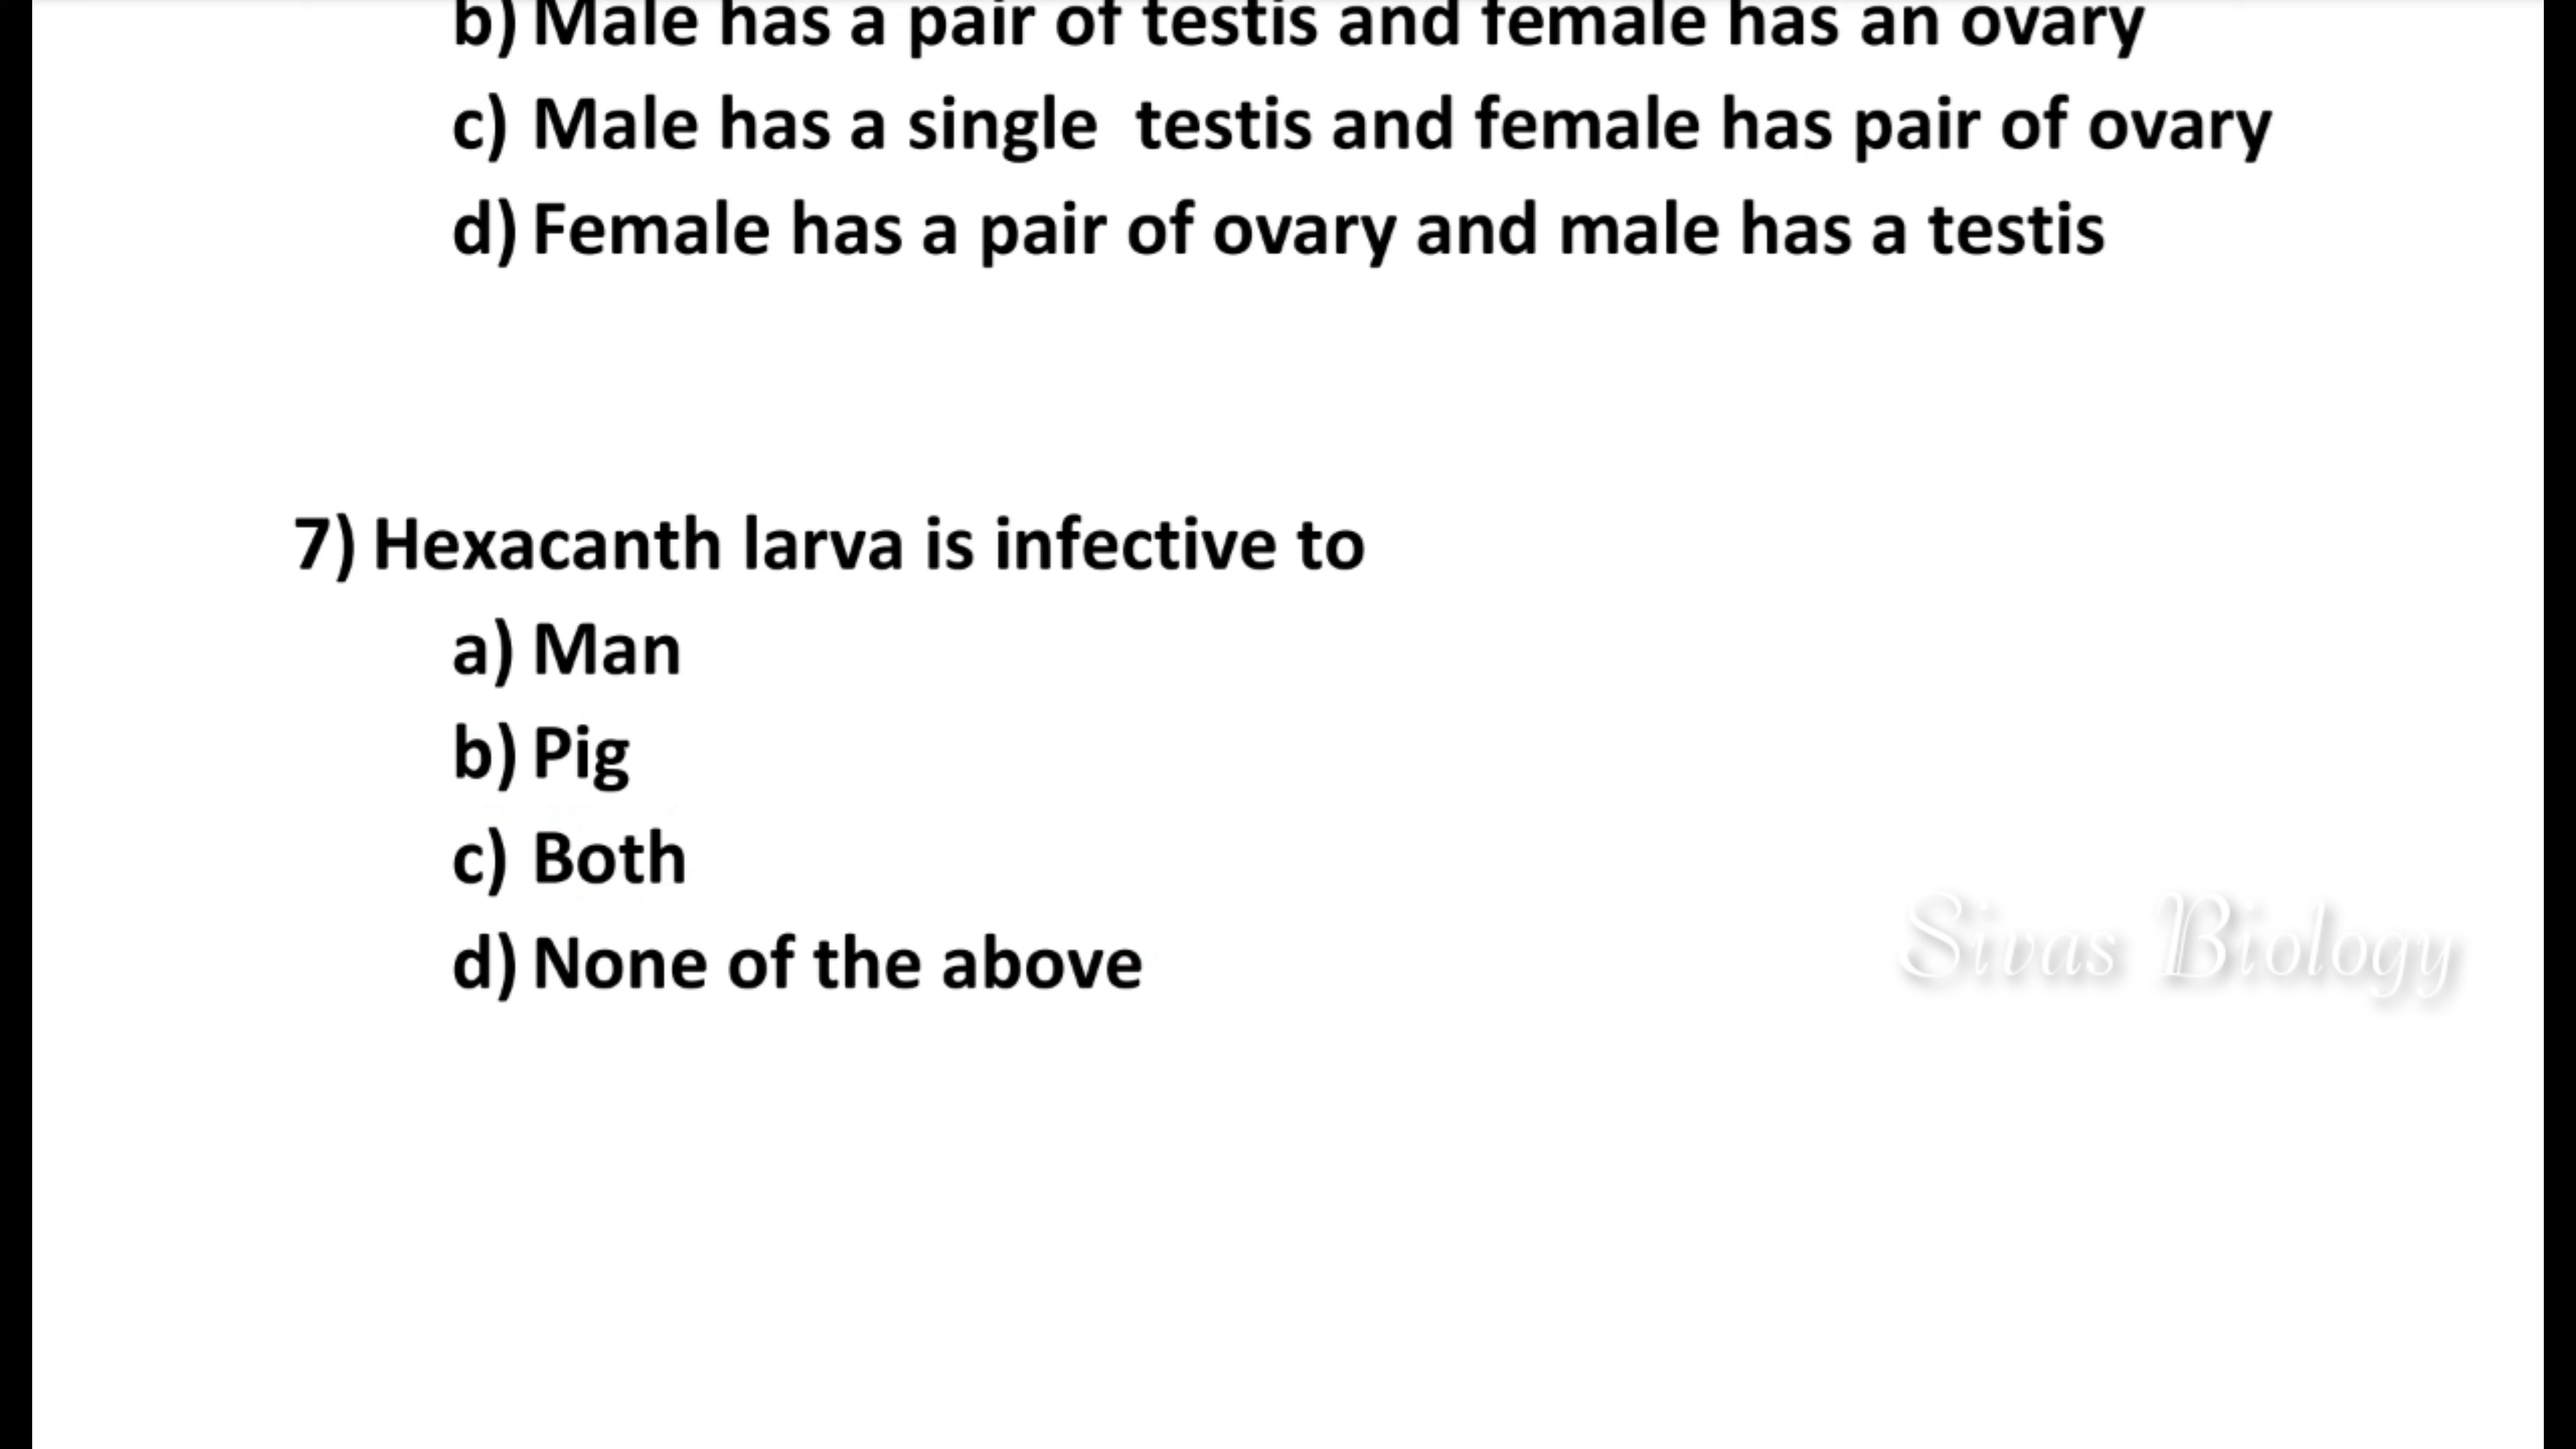 b) Male has a pair of testis and female has an ovary
c) Male has a single testis and female has pair of ovary
d) Female has a pair of ovary and male has a testis
7) Hexacanth larva is infective to
a) Man
b) Pig
c) Both
d) None of the above
Sivas Biology